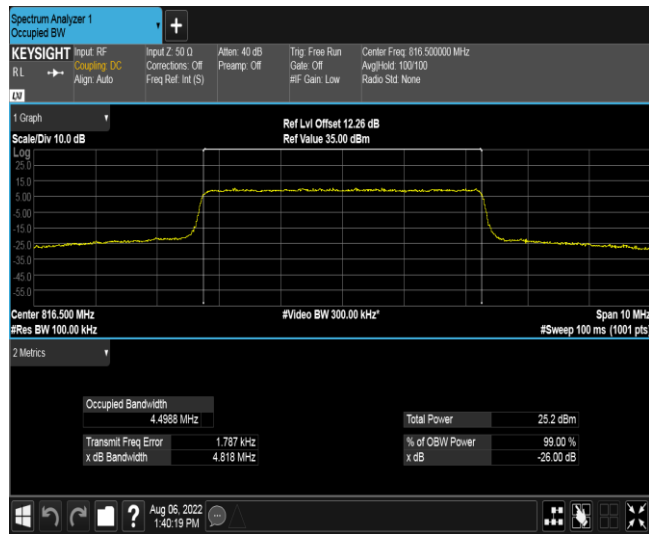 Spectrum Analyzer 1
Occupied BW
KEYSIGHT
RL
LXI
Input: RF
Coupling: DC
Align: Auto
Input Z: 50 Ω
Corrections: Off
Freq Ref: Int (S)
Atten: 40 dB
Preamp: Off
Trig: Free Run
Gate: Off
#IF Gain: Low
Center Freq: 816.500000 MHz
Avg|Hold: 100/100
Radio Std: None
1 Graph
Scale/Div 10.0 dB
Ref Lvl Offset 12.26 dB
Ref Value 35.00 dBm
Log
25.0
15.0
5.00
-5.00
-15.0
-25.0
-35.0
-45.0
-55.0
Center 816.500 MHz
#Video BW 300.00 kHz*
Span 10 MHz
#Res BW 100.00 kHz
#Sweep 100 ms (1001 pts)
2 Metrics
Occupied Bandwidth
4.4988 MHz
Transmit Freq Error 1.787 kHz
x dB Bandwidth 4.818 MHz
Total Power 25.2 dBm
% of OBW Power 99.00 %
x dB -26.00 dB
?
Aug 06, 2022
1:40:19 PM